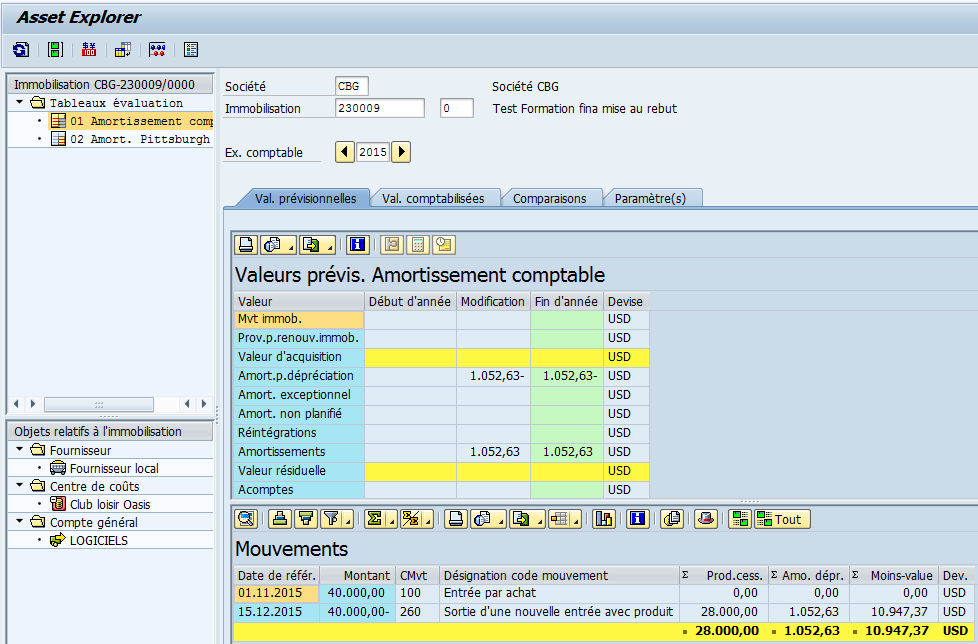 Asset Explorer
Immobilisation CBG-230009/0000
Tableaux évaluation
01 Amortissement comp
02 Amort. Pittsburgh
Société CBG Société CBG
Immobilisation 230009 0 Test Formation fina mise au rebut
Ex. comptable 2015
Val. prévisionnelles Val. comptabilisées Comparaisons Paramètre(s)
Valeurs prévis. Amortissement comptable
Valeur Début d'année Modification Fin d'année Devise
Mvt immob. USD
Prov.p.renouv.immob. USD
Valeur d'acquisition USD
Amort.p.dépréciation 1.052,63- 1.052,63- USD
Amort. exceptionnel USD
Amort. non planifié USD
Réintégrations USD
Amortissements 1.052,63 1.052,63 USD
Valeur résiduelle USD
Acomptes USD
Objets relatifs à l'immobilisation
Fournisseur
Fournisseur local
Centre de coûts
Club loisir Oasis
Compte général
LOGICIELS
Tout
Mouvements
Date de référ. Montant CMvt Désignation code mouvement Σ Prod.cess. Σ Amo. dépr. Σ Moins-value Dev.
01.11.2015 40.000,00 100 Entrée par achat 0,00 0,00 0,00 USD
15.12.2015 40.000,00- 260 Sortie d'une nouvelle entrée avec produit 28.000,00 1.052,63 10.947,37 USD
28.000,00 1.052,63 10.947,37 USD